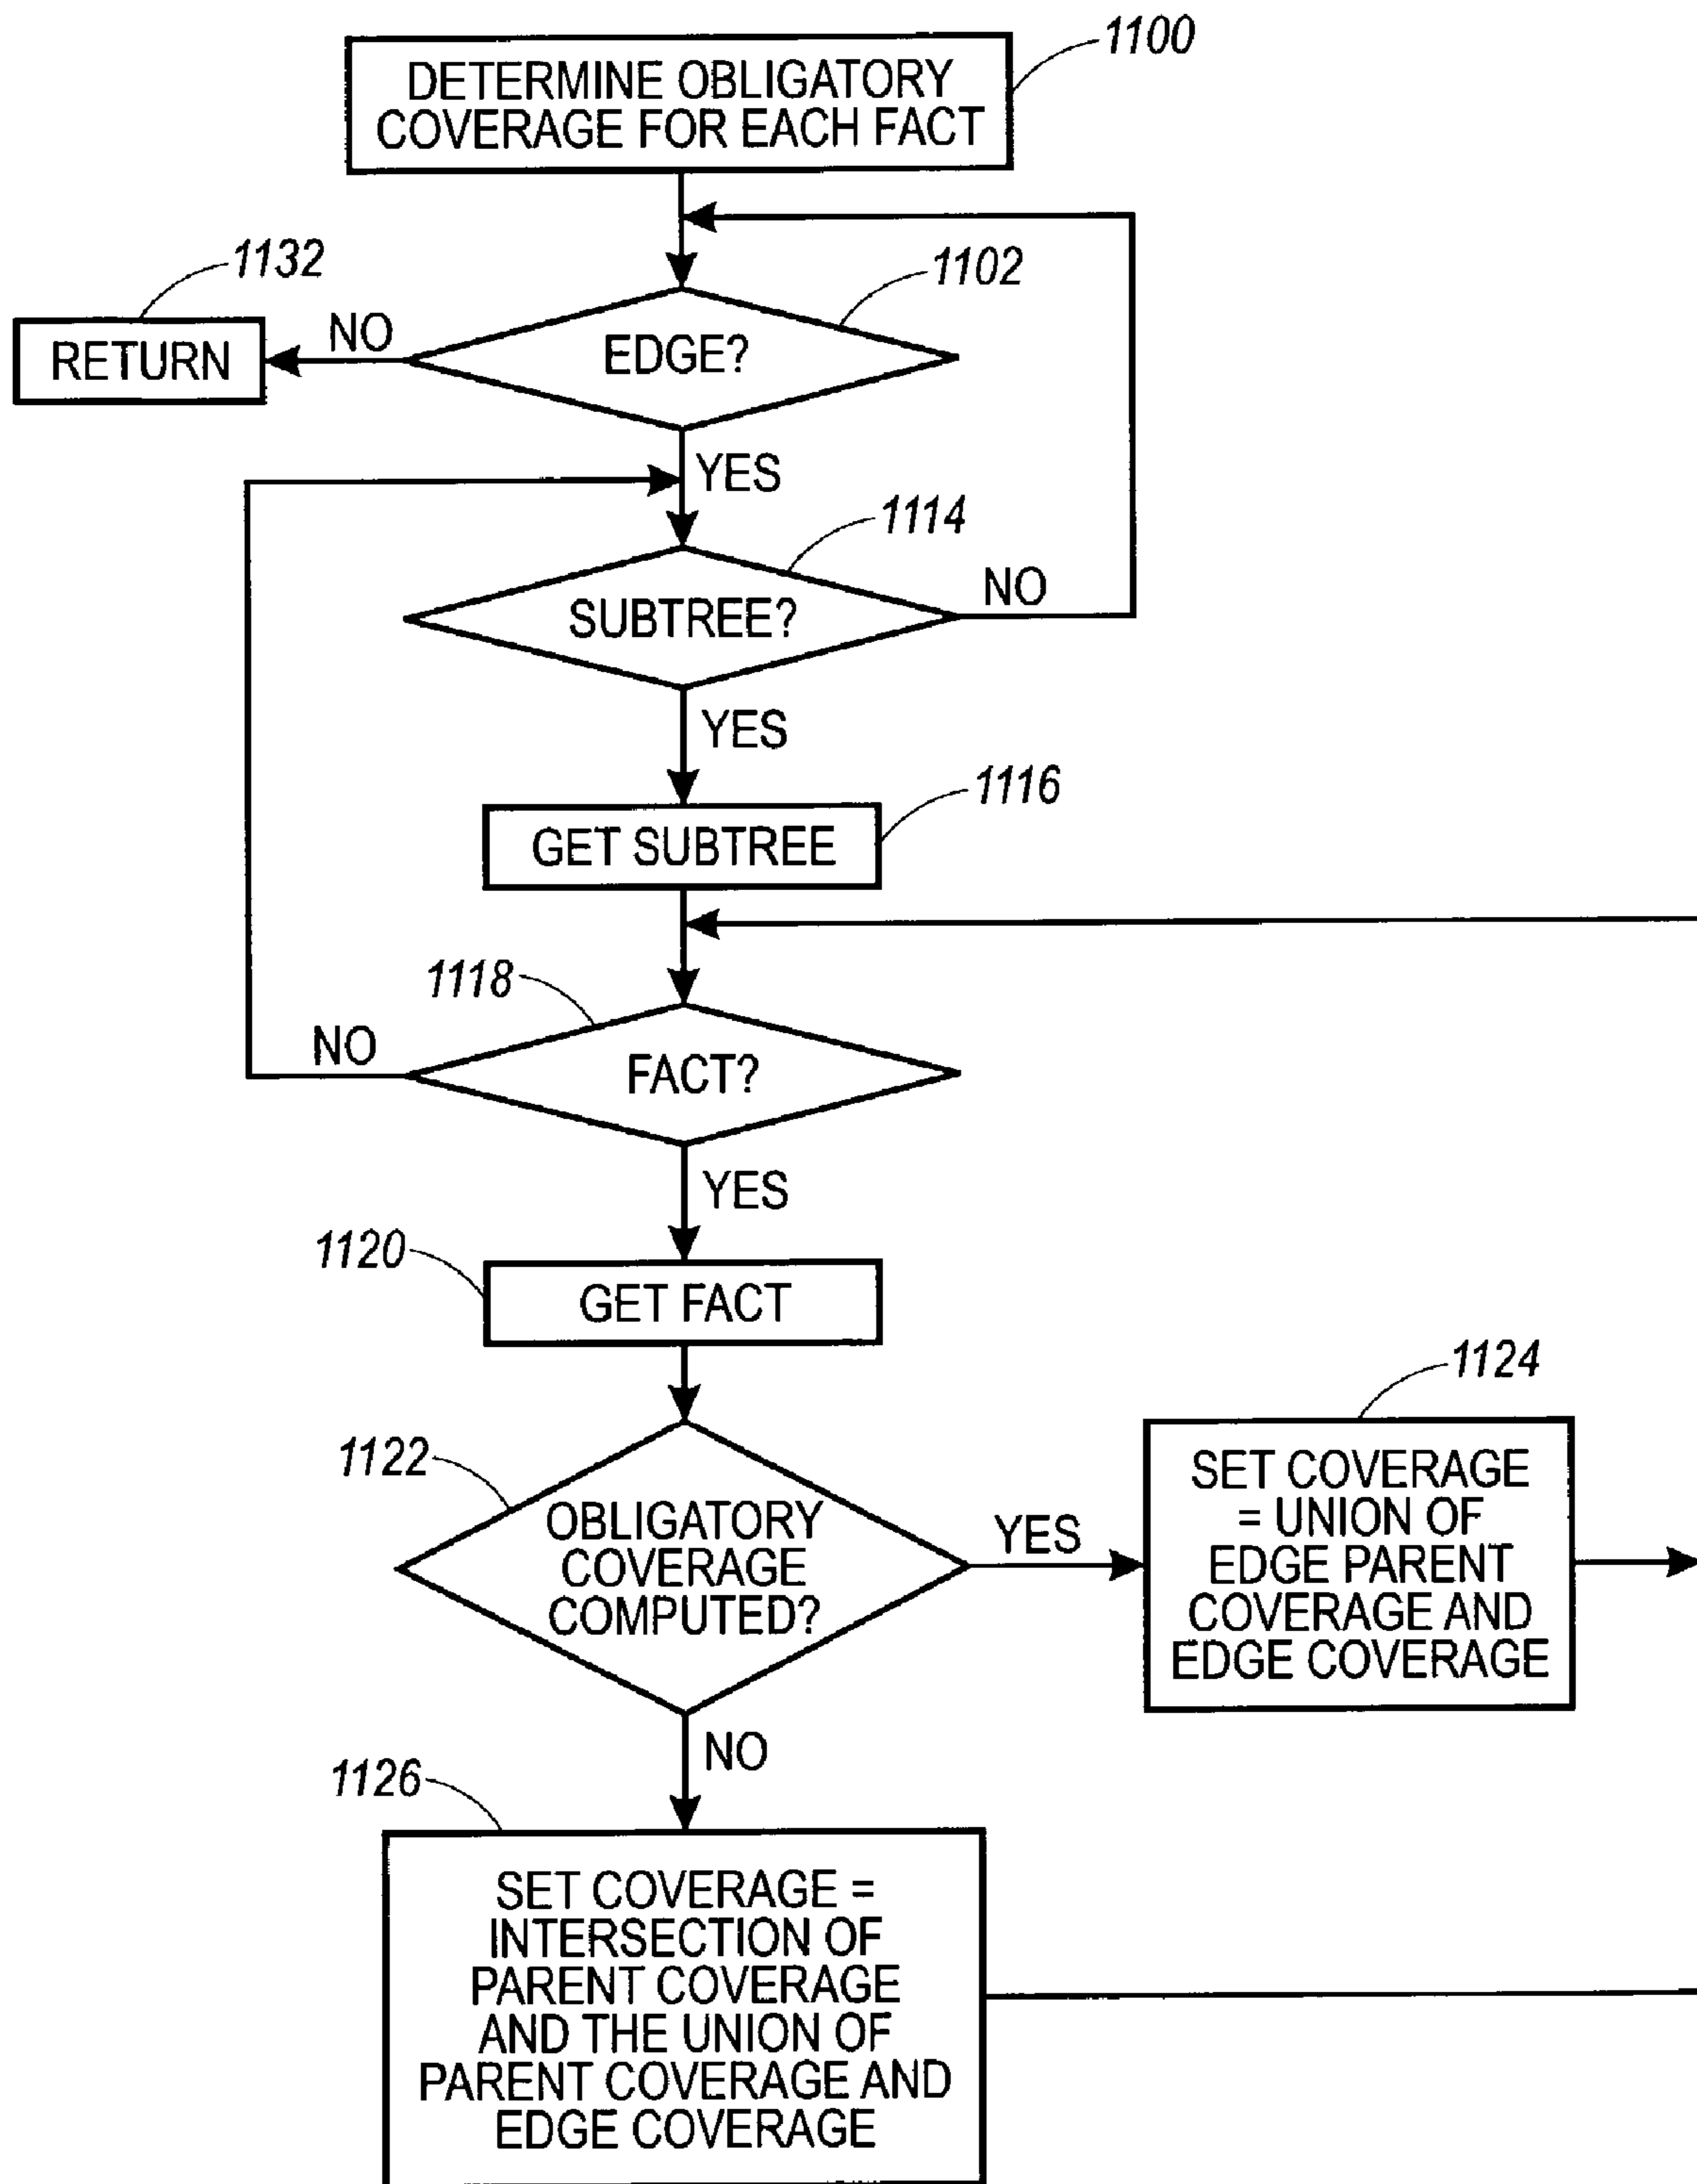 1100
DETERMINE OBLIGATORY
COVERAGE FOR EACH FACT
1132
1102
RETURN
NO
EDGE?
YES
1114
SUBTREE?
NO
YES
1116
GET SUBTREE
1118
NO
FACT?
YES
1120
GET FACT
1124
1122
OBLIGATORY
COVERAGE
COMPUTED?
YES
SET COVERAGE
= UNION OF
EDGE PARENT
COVERAGE AND
EDGE COVERAGE
NO
1126
SET COVERAGE =
INTERSECTION OF
PARENT COVERAGE
AND THE UNION OF
PARENT COVERAGE AND
EDGE COVERAGE